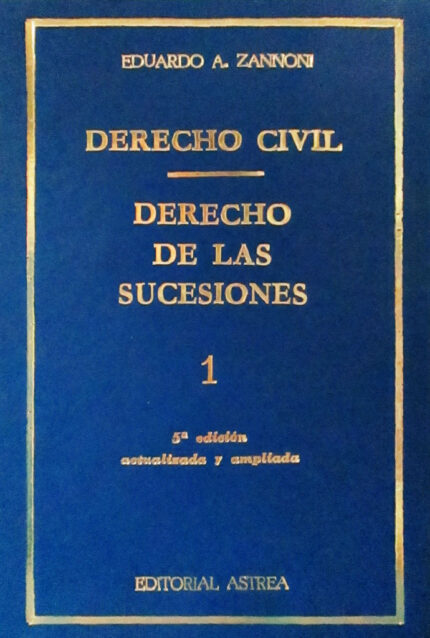 EDUARDO A. ZANNONI
DERECHO CIVIL
DERECHO
DE LAS
SUCESIONES
1
5ª edición
actualizada y ampliada
EDITORIAL ASTREA